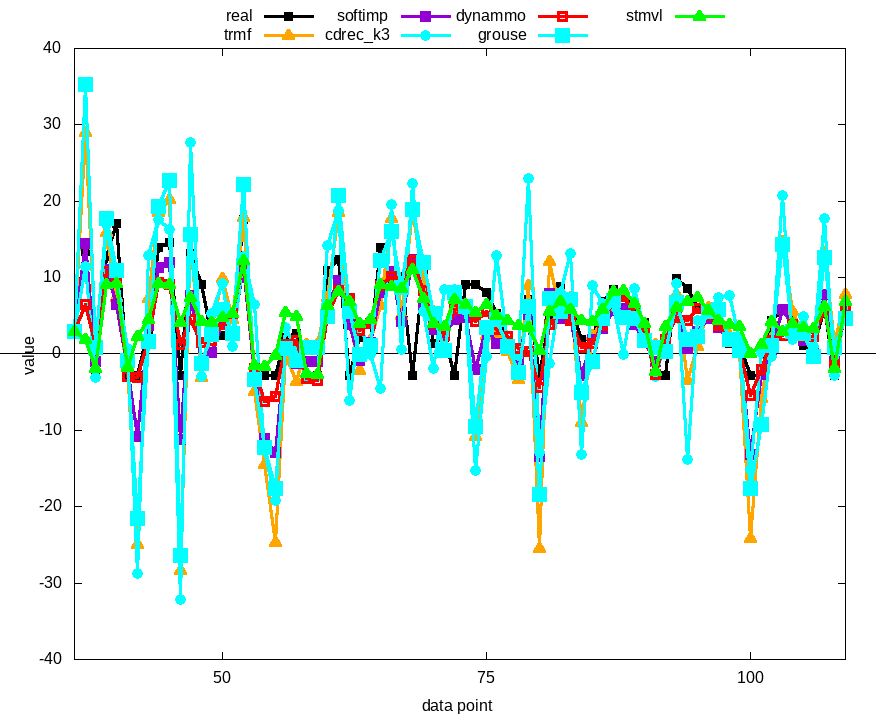 real softimp dynammo stmvl
trmf cdrec_k3 grouse
40
30
20
10
0
-10
-20
-30
-40
value
50 75 100
data point